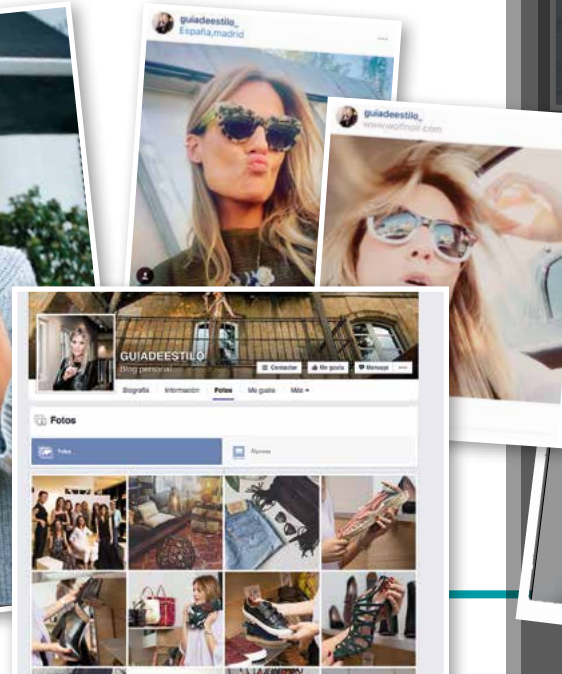 guiadeestilo_
España,madrid
guiadeestilo_
www.wolfnoir.com
GUIADEESTILO
Blog personal
Contactar
Me gusta
Mensaje
Biografía
Información
Fotos
Me gusta
Más
Fotos
Fotos
Álbumes